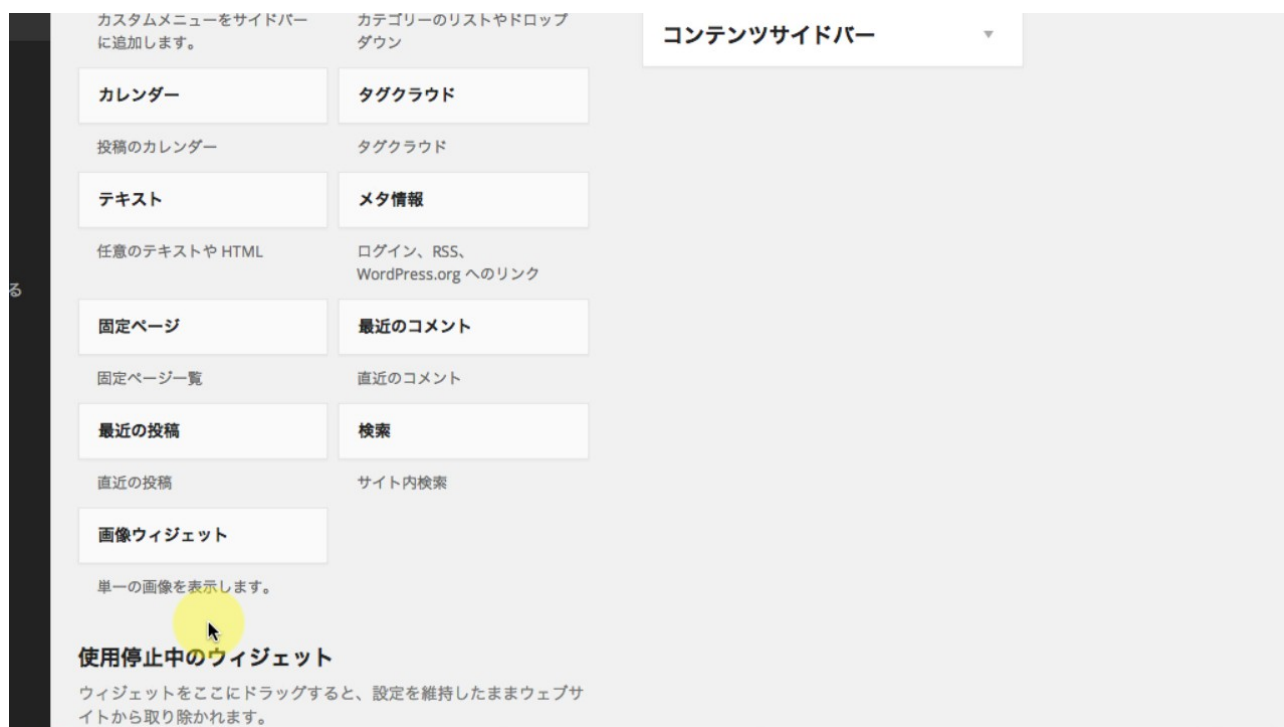 カスタムメニューをサイドバー
に追加します。
カテゴリーのリストやドロップ
ダウン
コンテンツサイドバー
カレンダー
タグクラウド
投稿のカレンダー
タグクラウド
テキスト
メタ情報
任意のテキストや HTML
ログイン、RSS、
WordPress.org へのリンク
る
固定ページ
最近のコメント
固定ページ一覧
直近のコメント
最近の投稿
検索
直近の投稿
サイト内検索
画像ウィジェット
単一の画像を表示します。
使用停止中のウィジェット
ウィジェットをここにドラッグすると、設定を維持したままウェブサ
イトから取り除かれます。